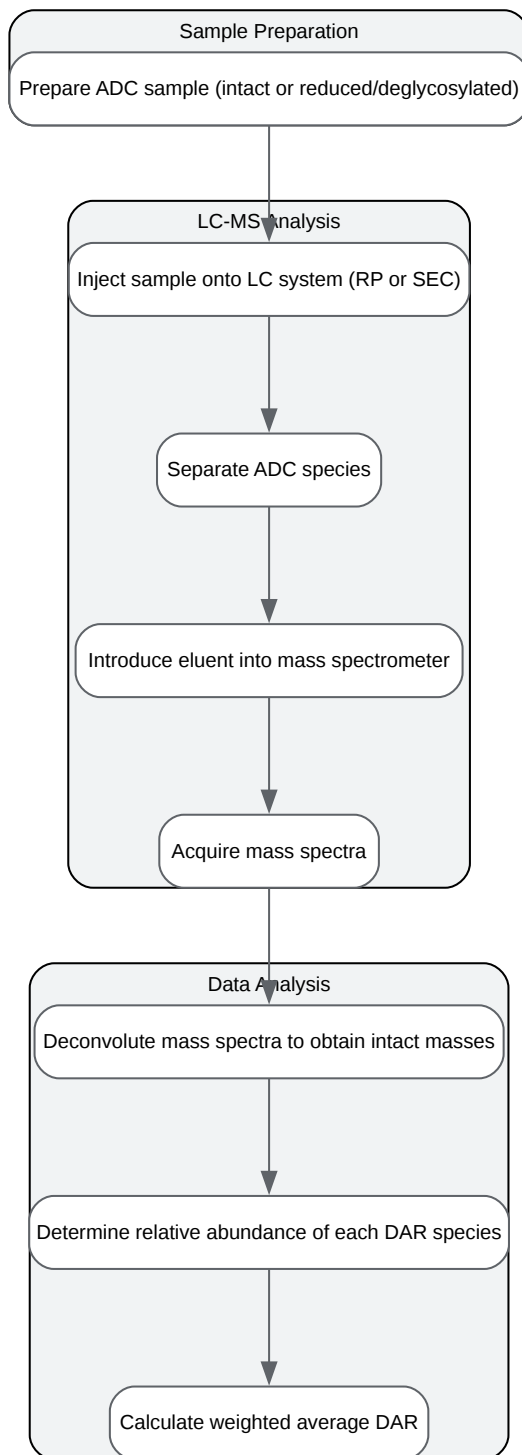 Sample Preparation
Prepare ADC sample (intact or reduced/deglycosylated)
LC-MS Analysis
Inject sample onto LC system (RP or SEC)
Separate ADC species
Introduce eluent into mass spectrometer
Acquire mass spectra
Data Analysis
Deconvolute mass spectra to obtain intact masses
Determine relative abundance of each DAR species
Calculate weighted average DAR